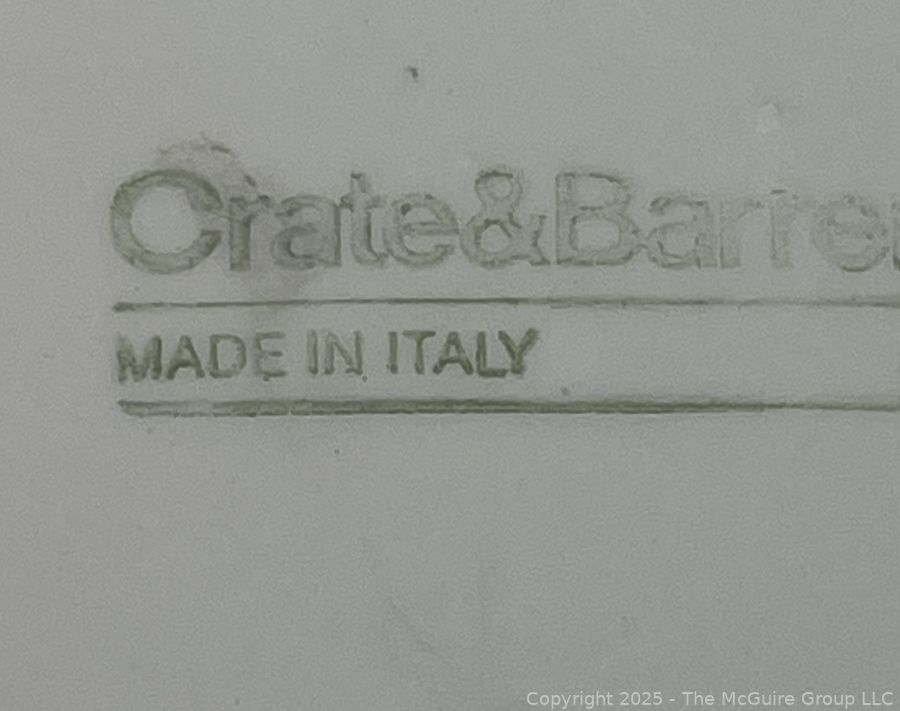 Crate&Barre
MADE IN ITALY
Copyright 2025 - The McGuire Group LLC